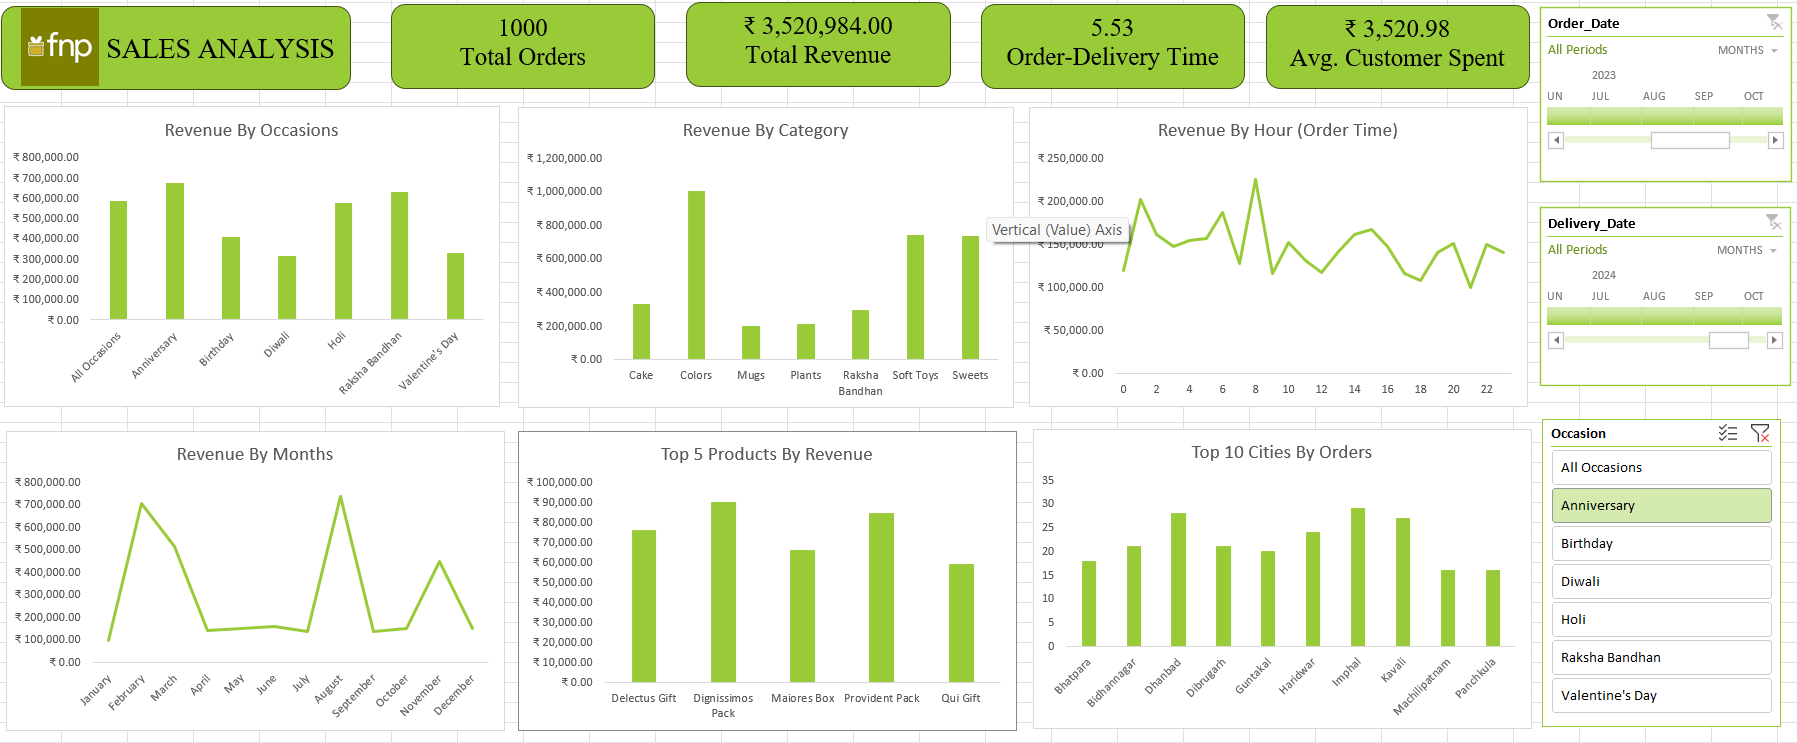 fnp
SALES ANALYSIS
1000
Total Orders
₹ 3,520,984.00
Total Revenue
5.53
Order-Delivery Time
₹ 3,520.98
Avg. Customer Spent
Order_Date
All Periods
MONTHS
2023
UN JUL AUG SEP OCT
Revenue By Occasions
₹ 800,000.00
₹ 700,000.00
₹ 600,000.00
₹ 500,000.00
₹ 400,000.00
₹ 300,000.00
₹ 200,000.00
₹ 100,000.00
₹ 0.00
All Occasions
Anniversary
Birthday
Diwali
Holi
Raksha Bandhan
Valentine's Day
Revenue By Category
₹ 1,200,000.00
₹ 1,000,000.00
₹ 800,000.00
₹ 600,000.00
₹ 400,000.00
₹ 200,000.00
₹ 0.00
Cake
Colors
Mugs
Plants
Raksha
Bandhan
Soft Toys
Sweets
Revenue By Hour (Order Time)
₹ 250,000.00
₹ 200,000.00
Vertical (Value) Axis
₹ 150,000.00
₹ 100,000.00
₹ 50,000.00
₹ 0.00
0 2 4 6 8 10 12 14 16 18 20 22
Delivery_Date
All Periods
MONTHS
2024
UN JUL AUG SEP OCT
Revenue By Months
₹ 800,000.00
₹ 700,000.00
₹ 600,000.00
₹ 500,000.00
₹ 400,000.00
₹ 300,000.00
₹ 200,000.00
₹ 100,000.00
₹ 0.00
January
February
March
April
May
June
July
August
September
October
November
December
Top 5 Products By Revenue
₹ 100,000.00
₹ 90,000.00
₹ 80,000.00
₹ 70,000.00
₹ 60,000.00
₹ 50,000.00
₹ 40,000.00
₹ 30,000.00
₹ 20,000.00
₹ 10,000.00
₹ 0.00
Delectus Gift
Dignissimos
Pack
Maiores Box
Provident Pack
Qui Gift
Top 10 Cities By Orders
35
30
25
20
15
10
5
0
Bhatpara
Bidhannagar
Dhanbad
Dibrugarh
Guntakal
Haridwar
Imphal
Kavali
Machilipatnam
Panchkula
Occasion
All Occasions
Anniversary
Birthday
Diwali
Holi
Raksha Bandhan
Valentine's Day